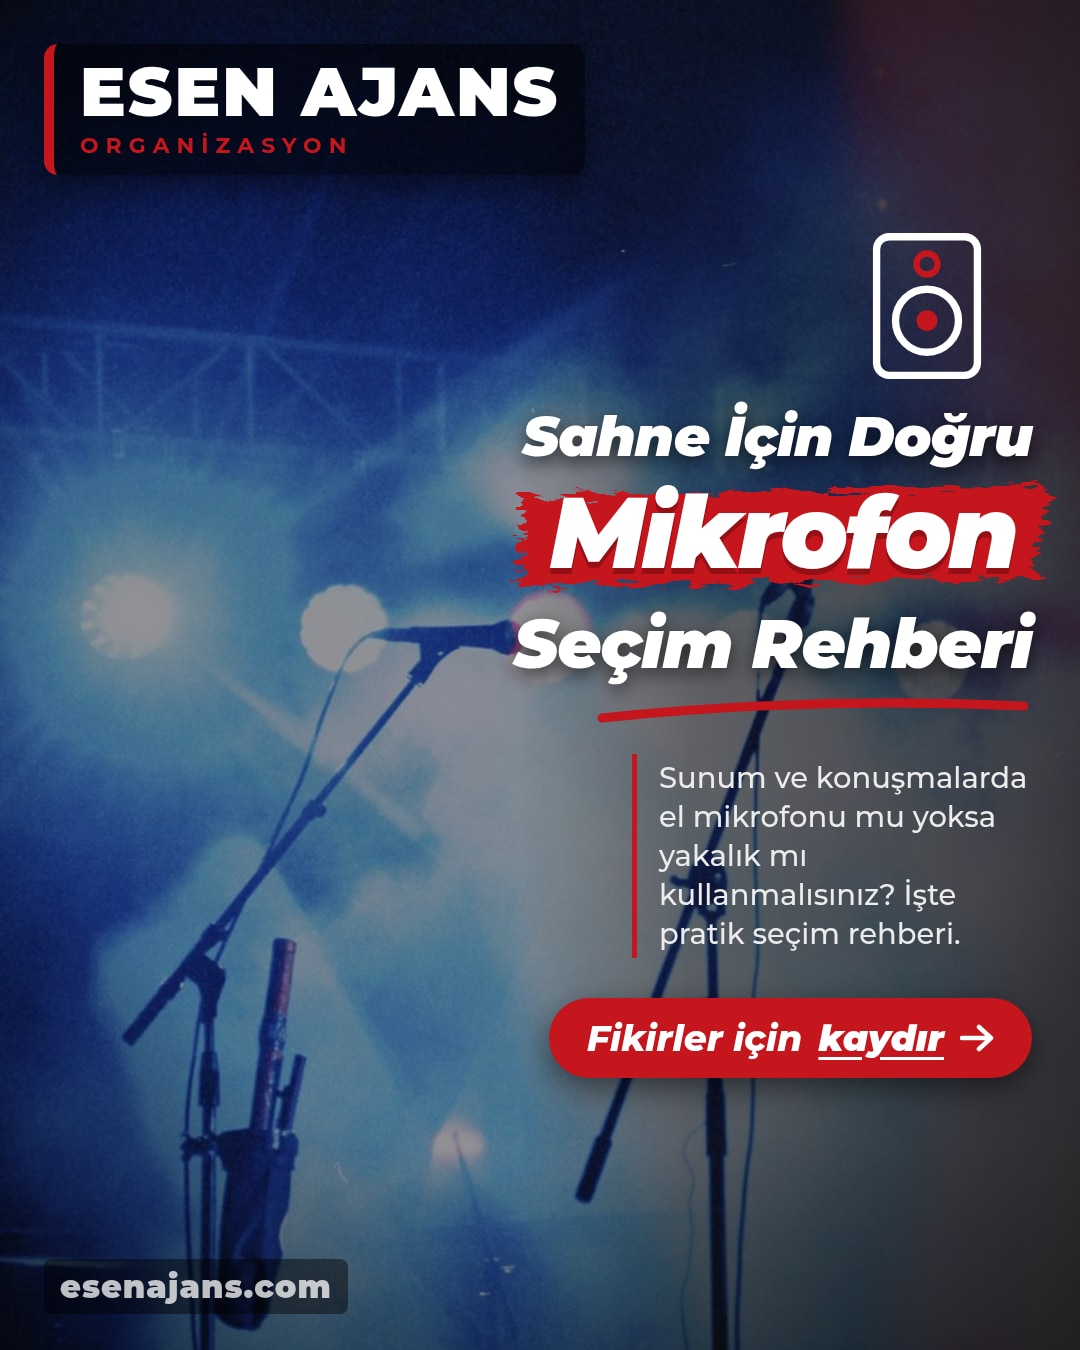 ESEN AJANS
ORGANİZASYON
Sahne İçin Doğru
Mikrofon
Seçim Rehberi
Sunum ve konuşmalarda
el mikrofonu mu yoksa
yakalık mı
kullanmalısınız? İşte
pratik seçim rehberi.
Fikirler için kaydır →
esenajans.com